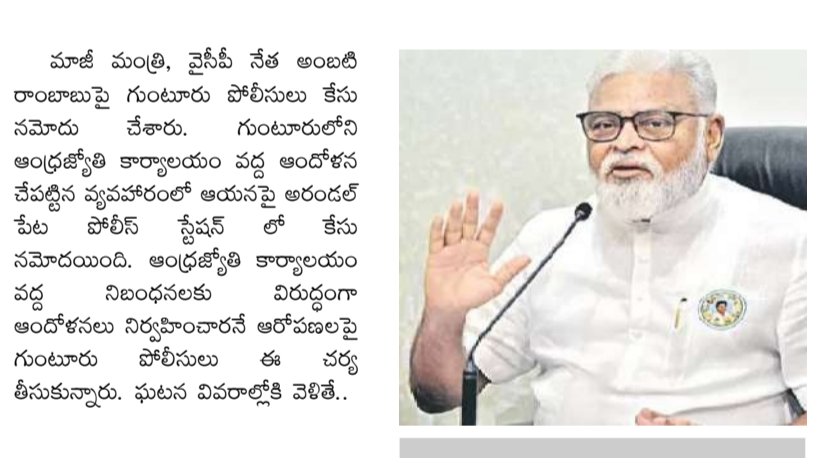 మాజీ మంత్రి, వైసీపీ నేత అంబటి
రాంబాబుపై గుంటూరు పోలీసులు కేసు
నమోదు చేశారు. గుంటూరులోని
ఆంధ్రజ్యోతి కార్యాలయం వద్ద ఆందోళన
చేపట్టిన వ్యవహారంలో ఆయనపై అరండల్
పేట పోలీస్ స్టేషన్ లో కేసు
నమోదయింది. ఆంధ్రజ్యోతి కార్యాలయం
వద్ద నిబంధనలకు విరుద్ధంగా
ఆందోళనలు నిర్వహించారనే ఆరోపణలపై
గుంటూరు పోలీసులు ఈ చర్య
తీసుకున్నారు. ఘటన వివరాల్లోకి వెళితే..